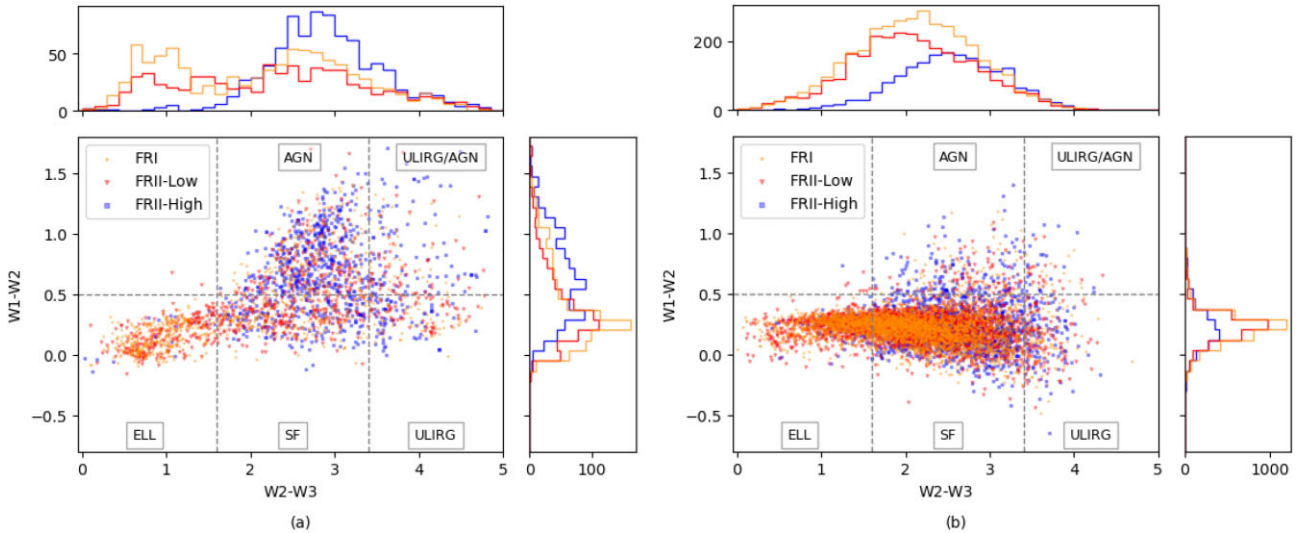 50
0
1.5
1.0
0.5
0.0
−0.5
W1-W2
FRI
FRII-Low
FRII-High
AGN
ULIRG/AGN
ELL
SF
ULIRG
0 1 2 3 4 5
W2-W3
0 100
(a)
200
0
1.5
1.0
0.5
0.0
−0.5
W1-W2
FRI
FRII-Low
FRII-High
AGN
ULIRG/AGN
ELL
SF
ULIRG
0 1 2 3 4 5
W2-W3
0 1000
(b)